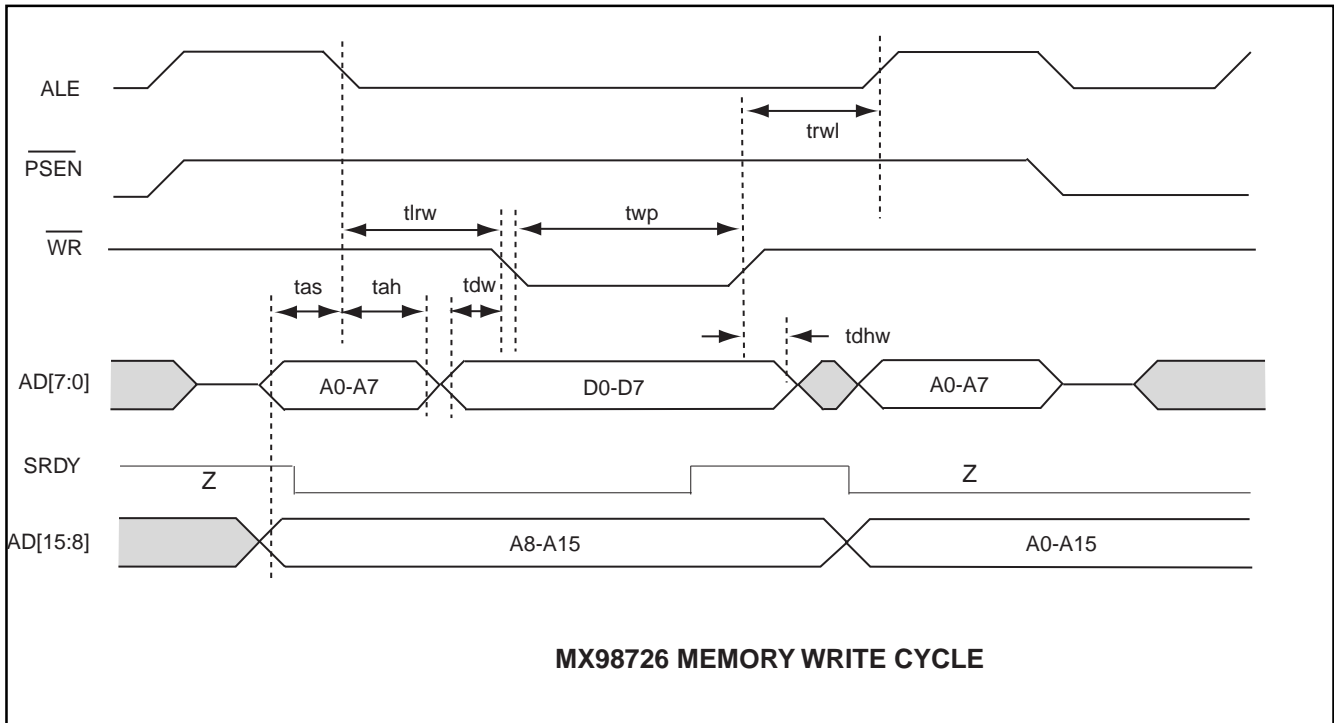 ALE
trwl
PSEN
tlrw
twp
WR
tas
tah
tdw
tdhw
AD[7:0]
A0-A7
D0-D7
A0-A7
SRDY
Z
Z
AD[15:8]
A8-A15
A0-A15
MX98726 MEMORY WRITE CYCLE